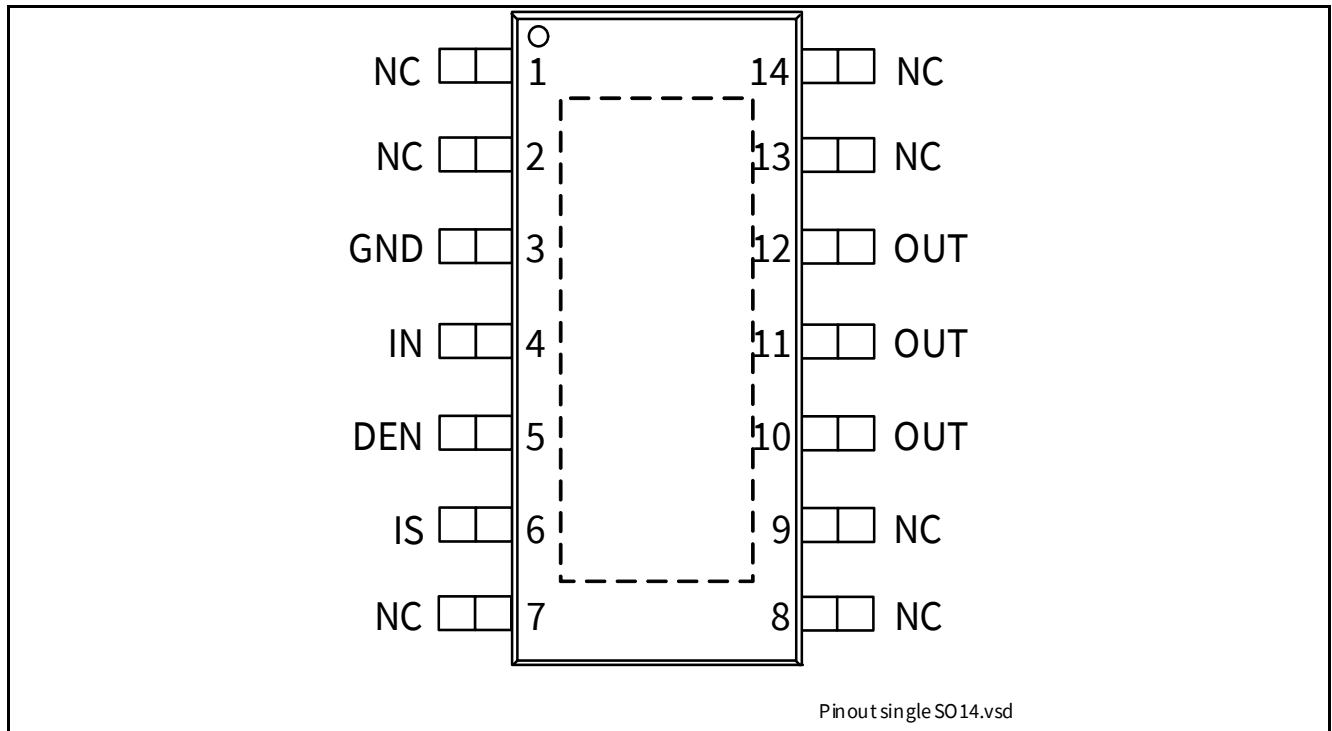 NC 1 14 NC
NC 2 13 NC
GND 3 12 OUT
IN 4 11 OUT
DEN 5 10 OUT
IS 6 9 NC
NC 7 8 NC
Pinout single SO14.vsd